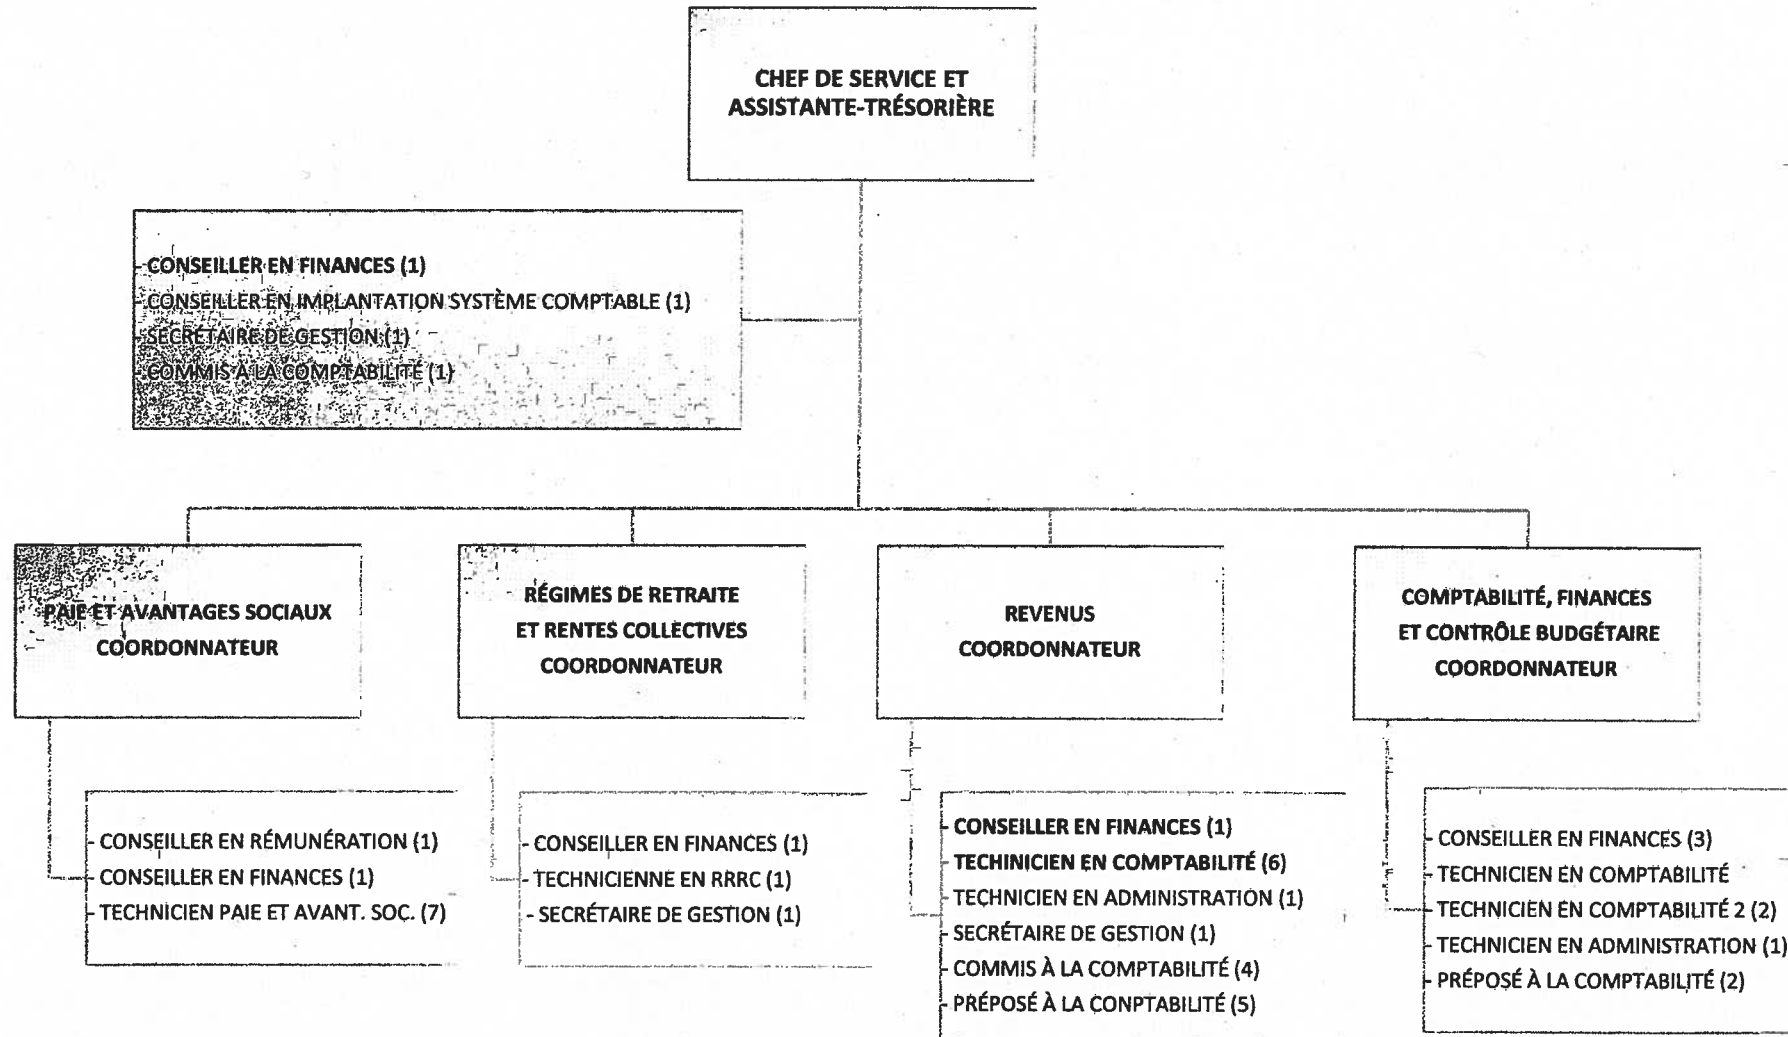 CHEF DE SERVICE ET
ASSISTANTE-TRÉSORIÈRE
- CONSEILLER EN FINANCES (1)
- CONSEILLER EN IMPLANTATION SYSTÈME COMPTABLE (1)
- SECRÉTAIRE DE GESTION (1)
- COMMIS À LA COMPTABILITÉ (1)
PAIE ET AVANTAGES SOCIAUX
COORDONNATEUR
RÉGIMES DE RETRAITE
ET RENTES COLLECTIVES
COORDONNATEUR
REVENUS
COORDONNATEUR
COMPTABILITÉ, FINANCES
ET CONTRÔLE BUDGÉTAIRE
COORDONNATEUR
- CONSEILLER EN RÉMUNÉRATION (1)
- CONSEILLER EN FINANCES (1)
- TECHNICIEN PAIE ET AVANT. SOC. (7)
- CONSEILLER EN FINANCES (1)
- TECHNICIENNE EN RRRC (1)
- SECRÉTAIRE DE GESTION (1)
- CONSEILLER EN FINANCES (1)
- TECHINICIEN EN COMPTABILITÉ (6)
- TECHNICIEN EN ADMINISTRATION (1)
- SECRÉTAIRE DE GESTION (1)
- COMMIS À LA COMPTABILITÉ (4)
- PRÉPOSÉ À LA CONPTABILITÉ (5)
- CONSEILLER EN FINANCES (3)
- TECHNICIEN EN COMPTABILITÉ
- TECHNICIEN EN COMPTABILITÉ 2 (2)
- TECHNICIEN EN ADMINISTRATION (1)
- PRÉPOSÉ À LA COMPTABILITÉ (2)